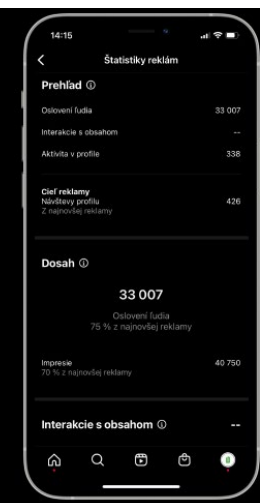 14:15
Štatistiky reklám
Prehľad
Oslovení ľudia 33 007
Interakcie s obsahom --
Aktivita v profile 338
Cieľ reklamy
Návštevy profilu 426
Z najnovšej reklamy
Dosah
33 007
Oslovení ľudia
75 % z najnovšej reklamy
Impresie 40 750
70 % z najnovšej reklamy
Interakcie s obsahom --